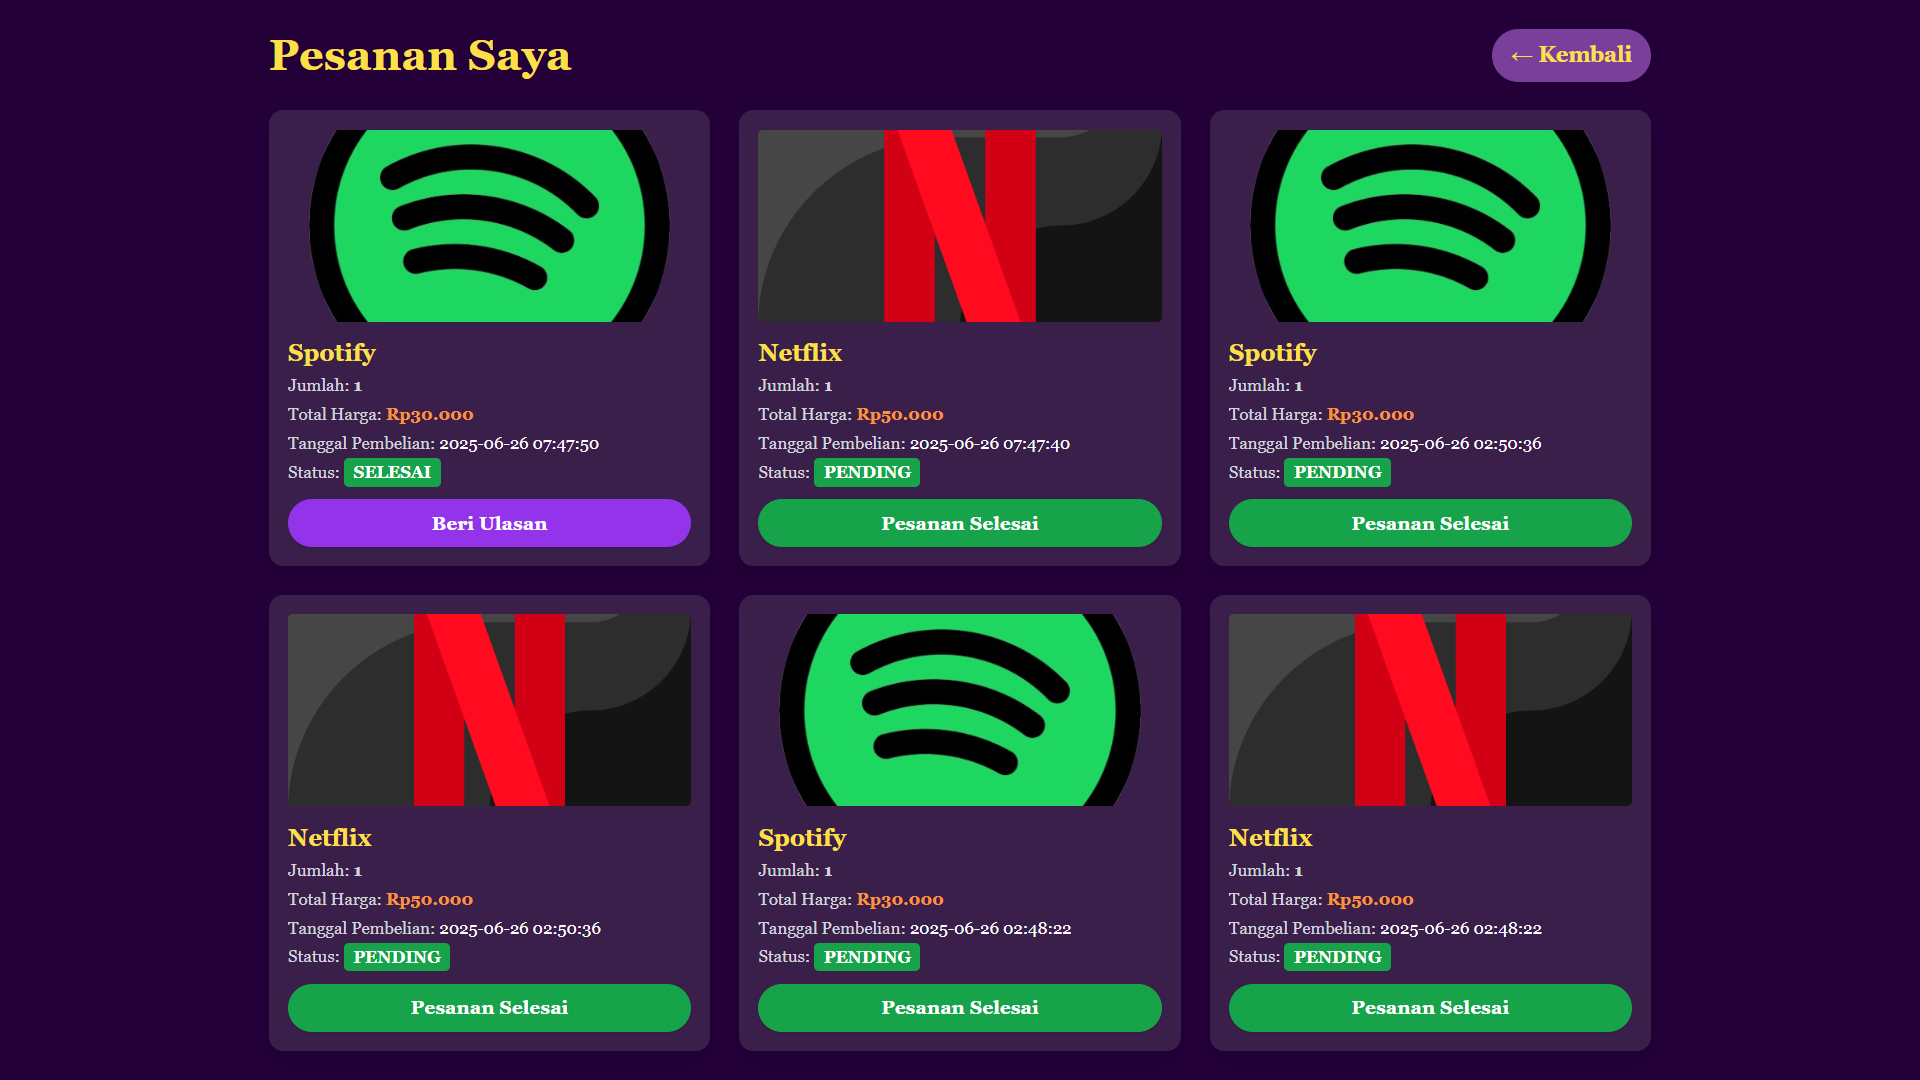 Pesanan Saya
← Kembali
Spotify
Jumlah: 1
Total Harga: Rp30.000
Tanggal Pembelian: 2025-06-26 07:47:50
Status: SELESAI
Beri Ulasan
Netflix
Jumlah: 1
Total Harga: Rp50.000
Tanggal Pembelian: 2025-06-26 07:47:40
Status: PENDING
Pesanan Selesai
Spotify
Jumlah: 1
Total Harga: Rp30.000
Tanggal Pembelian: 2025-06-26 02:50:36
Status: PENDING
Pesanan Selesai
Netflix
Jumlah: 1
Total Harga: Rp50.000
Tanggal Pembelian: 2025-06-26 02:50:36
Status: PENDING
Pesanan Selesai
Spotify
Jumlah: 1
Total Harga: Rp30.000
Tanggal Pembelian: 2025-06-26 02:48:22
Status: PENDING
Pesanan Selesai
Netflix
Jumlah: 1
Total Harga: Rp50.000
Tanggal Pembelian: 2025-06-26 02:48:22
Status: PENDING
Pesanan Selesai